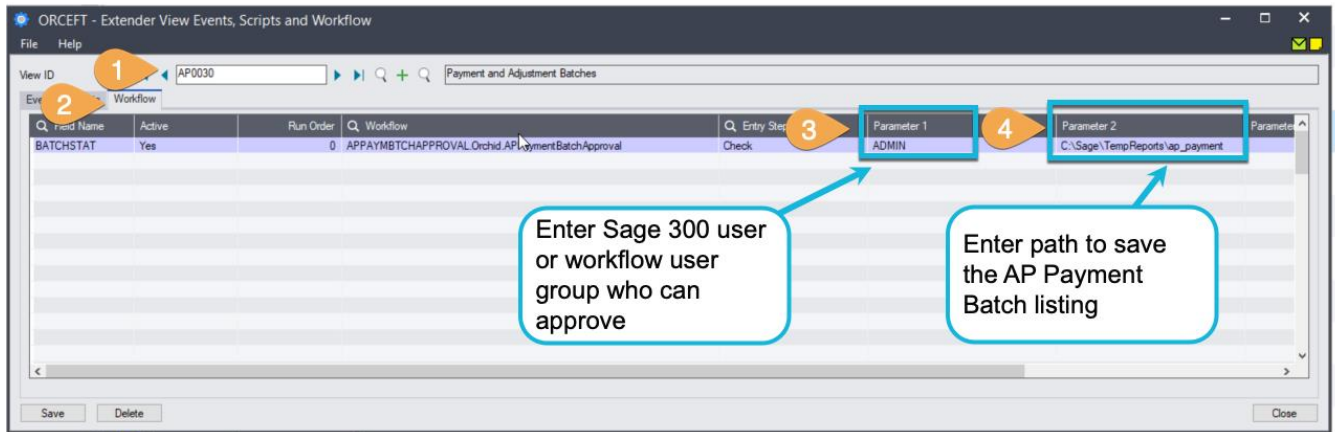 ORCEFT - Extender View Events, Scripts and Workflow
File Help
View ID 1 AP0030 Payment and Adjustment Batches
2 Workflow
Field Name Active Run Order Workflow Entry Step 3 Parameter 1 4 Parameter 2 Parameter
BATCHSTAT Yes 0 Check ADMIN C:\Sage\TempReports\ap_payment
Enter Sage 300 user
or workflow user
group who can
approve
Enter path to save
the AP Payment
Batch listing
Save Delete Close